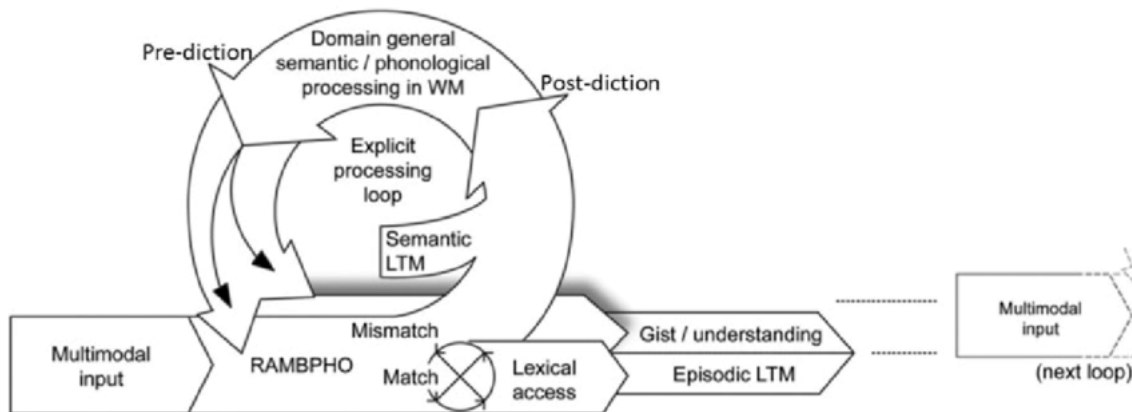 Pre-diction
Domain general
semantic / phonological
processing in WM
Post-diction
Explicit
processing
loop
Semantic
LTM
Multimodal
input
RAMBPHO
Mismatch
Match
Lexical
access
Gist / understanding
Episodic LTM
Multimodal
input
(next loop)